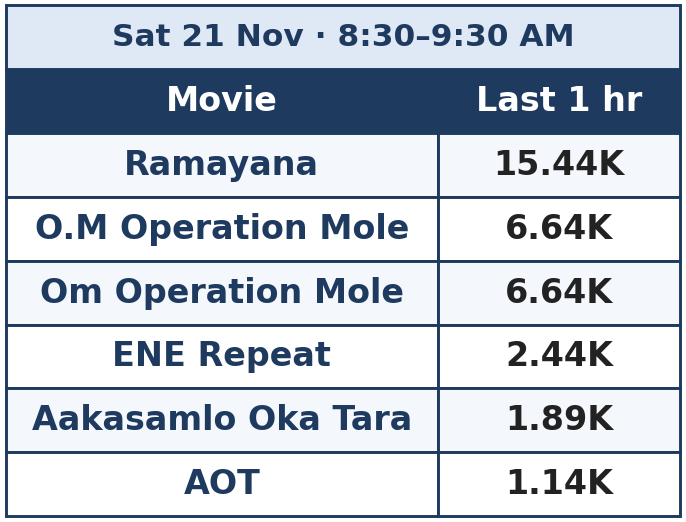 Sat 21 Nov · 8:30–9:30 AM
Movie Last 1 hr
Ramayana 15.44K
O.M Operation Mole 6.64K
Om Operation Mole 6.64K
ENE Repeat 2.44K
Aakasamlo Oka Tara 1.89K
AOT 1.14K